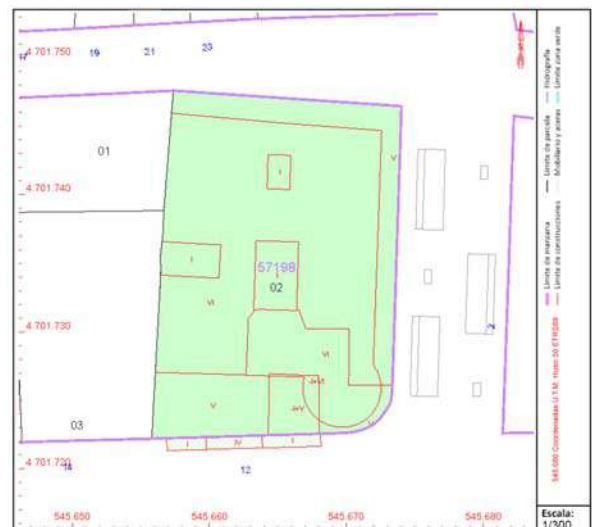 4 701.750
19
21
23
01
4 701.740
I
V
I
57198
I
02
4 701.730
VI
VI
V
03
I
IV
I
4 701.720
12
2
545.650
545.660
545.670
545.680
Límite de manzana
Límite de parcela
Hidrografía
Límite de construcciones
Mobiliario y aceras
Límite zona verde
545.680 Coordenadas U.T.M. Huso 30 ETRS89
Escala:
1/300